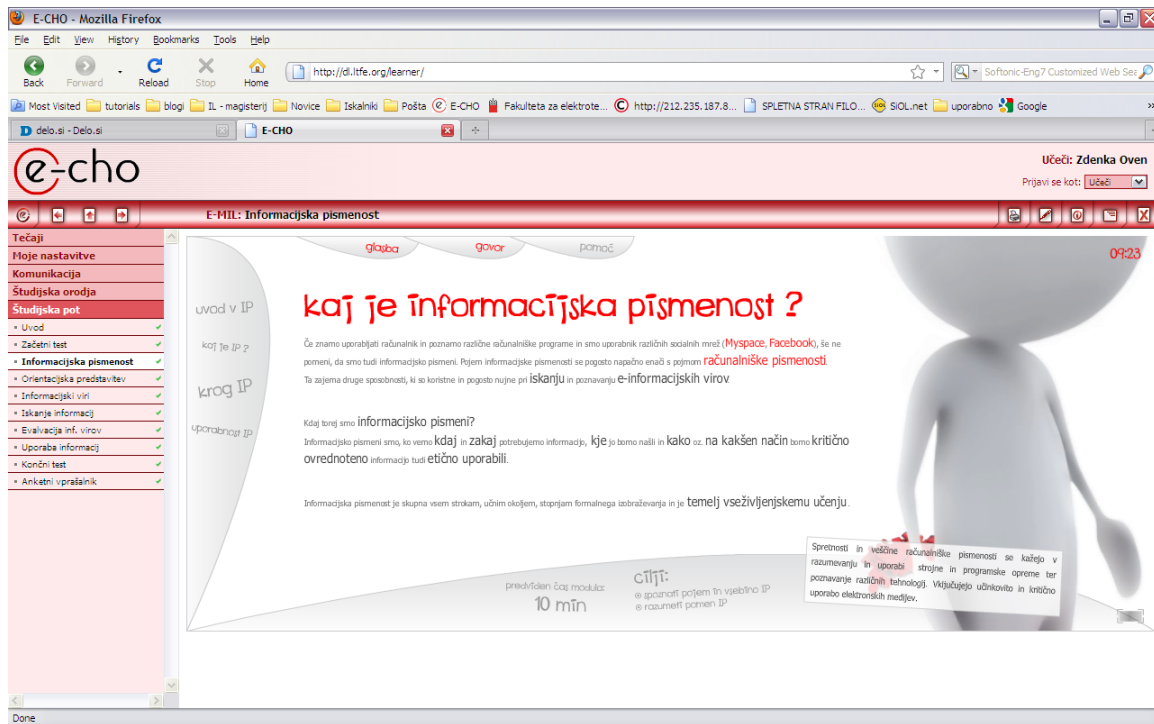 E-CHO - Mozilla Firefox
File Edit View History Bookmarks Tools Help
Back Forward Reload Stop Home http://dl.ltfe.org/learner/ Softonic-Eng7 Customized Web Sea
Most Visited tutorials blogi IL - magisterij Novice Iskalniki Pošta E-CHO Fakulteta za elektrote... http://212.235.187.8... SPLETNA STRAN FILO... SiOL.net uporabno Google
delo.si - Delo.si E-CHO
e-cho
Učeči: Zdenka Oven
Prijavi se kot: Učeči
E-MIL: Informacijska pismenost
Tečaji
Moje nastavitve
Komunikacija
Študijska orodja
Študijska pot
Uvod
Začetni test
Informacijska pismenost
Orientacijska predstavitev
Informacijski viri
Iskanje informacij
Evalvacija inf. virov
Uporaba informacij
Končni test
Anketni vprašalnik
glasba govor pomoč
09:23
uvod v IP
kaj je IP ?
krog IP
uporabnost IP
kaj je informacijska pismenost ?
Če znamo uporabljati računalnik in poznamo različne računalniške programe in smo uporabnik različnih socialnih mrež (Myspace, Facebook), še ne
pomeni, da smo tudi informacijsko pismeni. Pojem informacijske pismenosti se pogosto napačno enači s pojmom računalniške pismenosti.
Ta zajema druge sposobnosti, ki so koristne in pogosto nujne pri iskanju in poznavanju e-informacijskih virov.
Kdaj torej smo informacijsko pismeni?
Informacijsko pismeni smo, ko vemo kdaj in zakaj potrebujemo informacijo, kje jo bomo našli in kako oz. na kakšen način bomo kritično
ovrednoteno informacijo tudi etično uporabili.
Informacijska pismenost je skupna vsem strokam, učnim okoljem, stopnjam formalnega izobraževanja in je temelj vseživljenjskemu učenju.
predviden čas modula:
10 min
cilji:
spoznati pojem in vsebino IP
razumeti pomen IP
Spretnosti in veščine računalniške pismenosti se kažejo v
razumevanju in uporabi strojne in programske opreme ter
poznavanje različnih tehnologij. Vključujejo učinkovito in kritično
uporabo elektronskih medijev.
Done